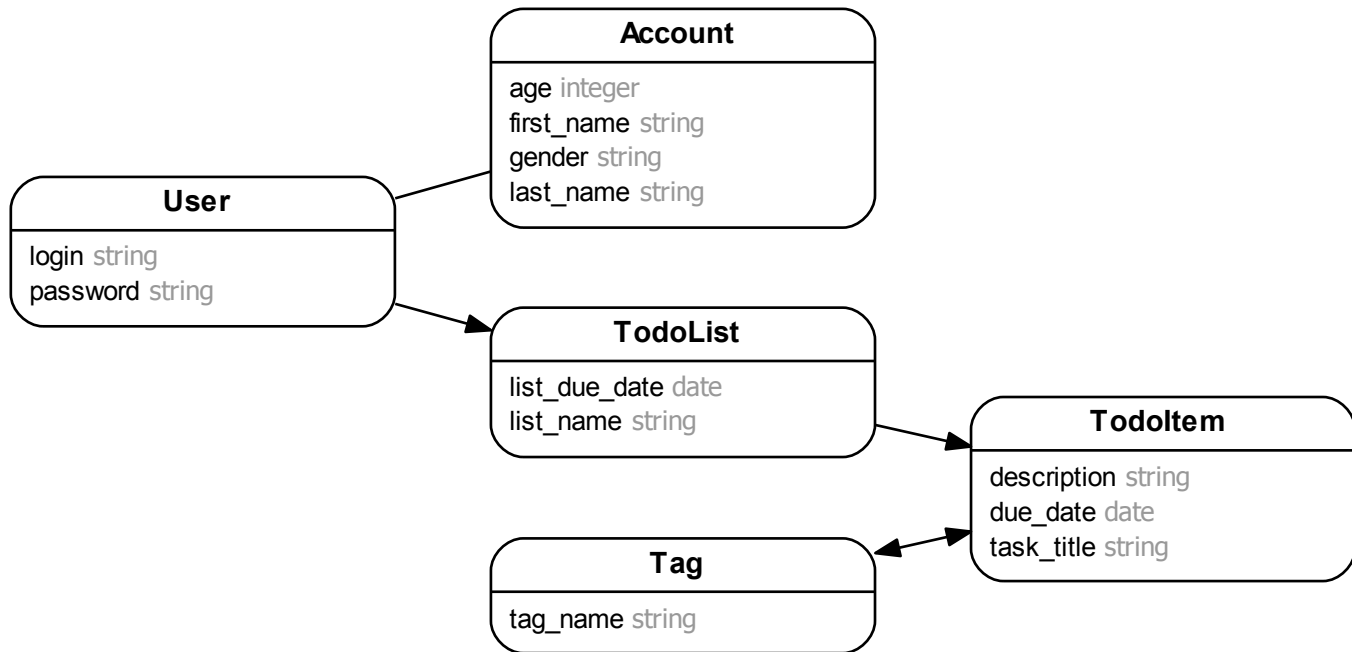 Account
age integer
first_name string
gender string
last_name string
User
login string
password string
TodoList
list_due_date date
list_name string
TodoItem
description string
due_date date
task_title string
Tag
tag_name string